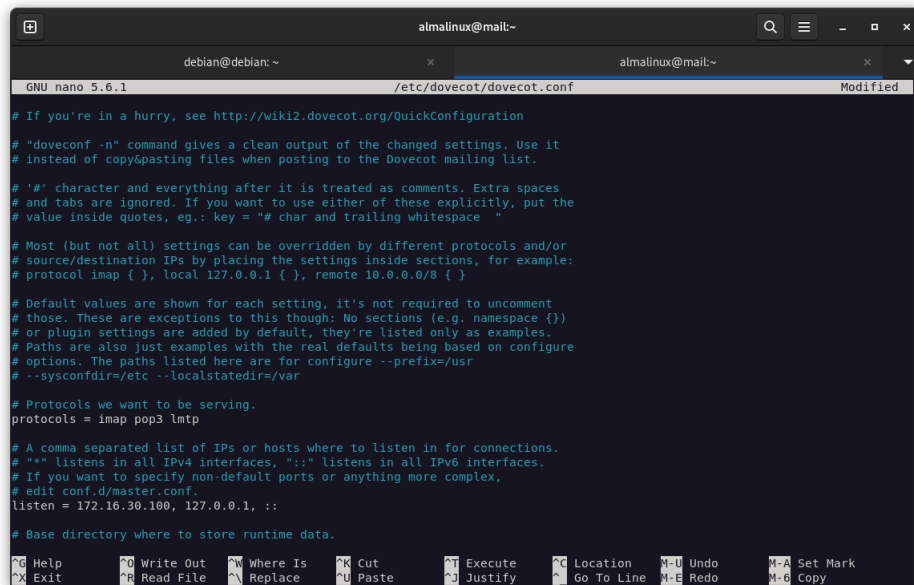 almalinux@mail:~
debian@debian: ~
almalinux@mail:~
GNU nano 5.6.1 /etc/dovecot/dovecot.conf Modified
# If you're in a hurry, see http://wiki2.dovecot.org/QuickConfiguration
# "doveconf -n" command gives a clean output of the changed settings. Use it
# instead of copy&pasting files when posting to the Dovecot mailing list.
# '#' character and everything after it is treated as comments. Extra spaces
# and tabs are ignored. If you want to use either of these explicitly, put the
# value inside quotes, eg.: key = "# char and trailing whitespace  "
# Most (but not all) settings can be overridden by different protocols and/or
# source/destination IPs by placing the settings inside sections, for example:
# protocol imap { }, local 127.0.0.1 { }, remote 10.0.0.0/8 { }
# Default values are shown for each setting, it's not required to uncomment
# those. These are exceptions to this though: No sections (e.g. namespace {})
# or plugin settings are added by default, they're listed only as examples.
# Paths are also just examples with the real defaults being based on configure
# options. The paths listed here are for configure --prefix=/usr
# --sysconfdir=/etc --localstatedir=/var
# Protocols we want to be serving.
protocols = imap pop3 lmtp
# A comma separated list of IPs or hosts where to listen in for connections.
# "*" listens in all IPv4 interfaces, "::" listens in all IPv6 interfaces.
# If you want to specify non-default ports or anything more complex,
# edit conf.d/master.conf.
listen = 172.16.30.100, 127.0.0.1, ::
# Base directory where to store runtime data.
^G Help ^O Write Out ^W Where Is ^K Cut ^T Execute ^C Location M-U Undo M-A Set Mark
^X Exit ^R Read File ^\ Replace ^U Paste ^J Justify ^_ Go To Line M-E Redo M-6 Copy